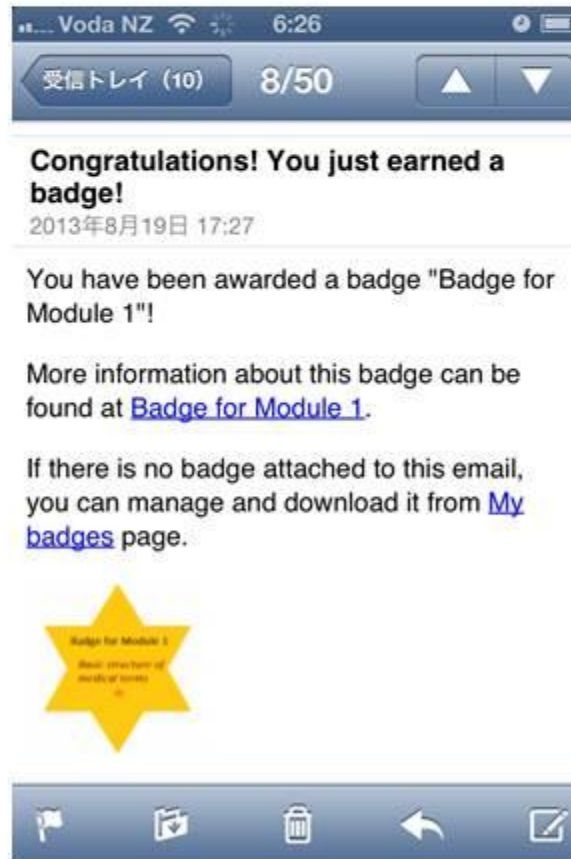 Voda NZ 6:26
受信トレイ (10) 8/50
Congratulations! You just earned a
badge!
2013年8月19日 17:27
You have been awarded a badge "Badge for
Module 1"!
More information about this badge can be
found at Badge for Module 1.
If there is no badge attached to this email,
you can manage and download it from My
badges page.
Badge for Module 1
Basic structure of
medical terms